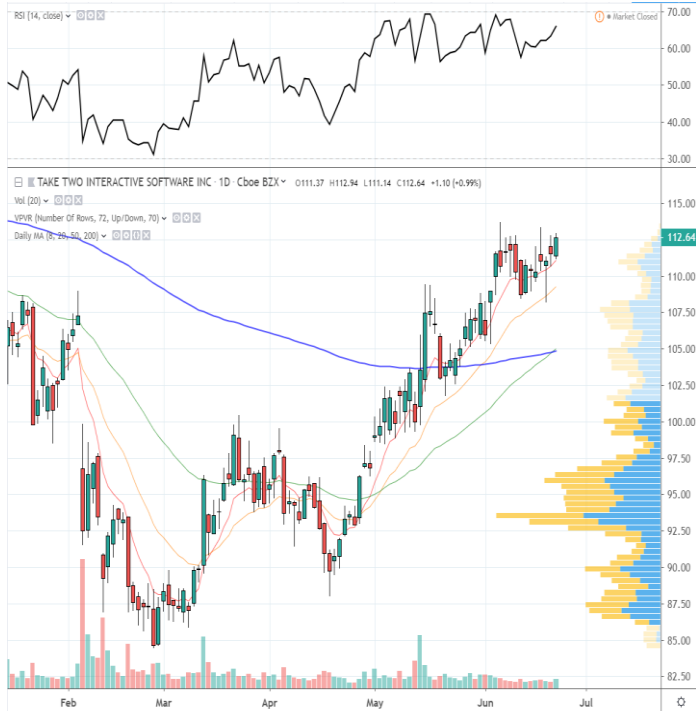 RSI (14, close)
Market Closed
70.00
60.00
50.00
40.00
30.00
TAKE TWO INTERACTIVE SOFTWARE INC · 1D · Cboe BZX O111.37 H112.94 L111.14 C112.64 +1.10 (+0.99%)
Vol (20)
VPVR (Number Of Rows, 72, Up/Down, 70)
Daily MA (8, 20, 50, 200)
115.00
112.64
110.00
107.50
105.00
102.50
100.00
97.50
95.00
92.50
90.00
87.50
85.00
82.50
Feb Mar Apr May Jun Jul